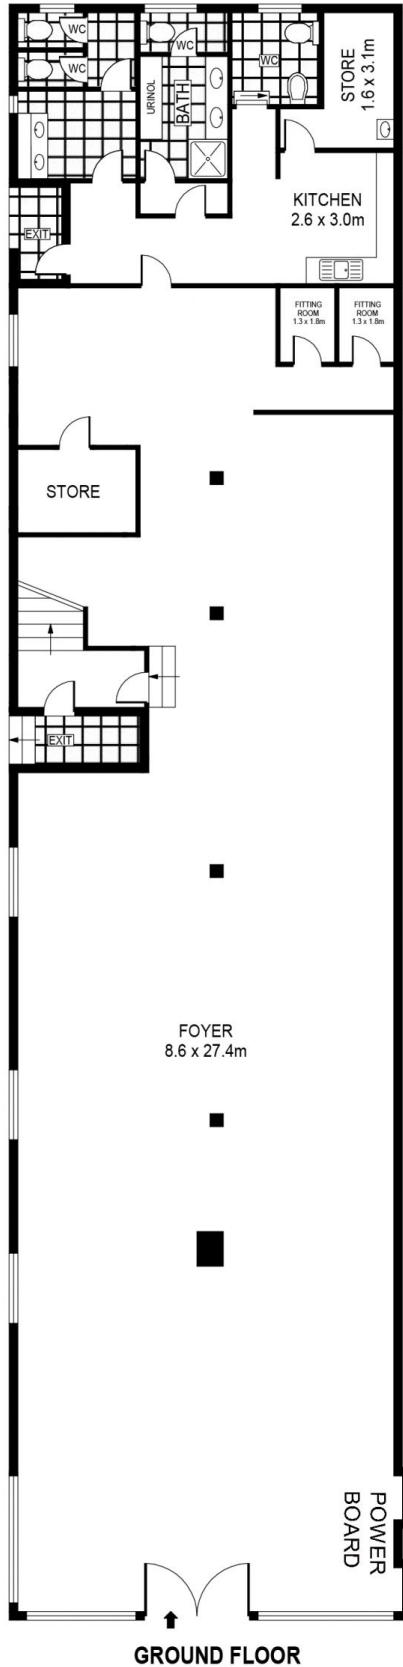 WC
WC
WC
WC
URINOL
BATH
STORE
1.6 x 3.1m
KITCHEN
2.6 x 3.0m
EXIT
FITTING
ROOM
1.3 x 1.8m
FITTING
ROOM
1.3 x 1.8m
STORE
EXIT
FOYER
8.6 x 27.4m
POWER
BOARD
GROUND FLOOR